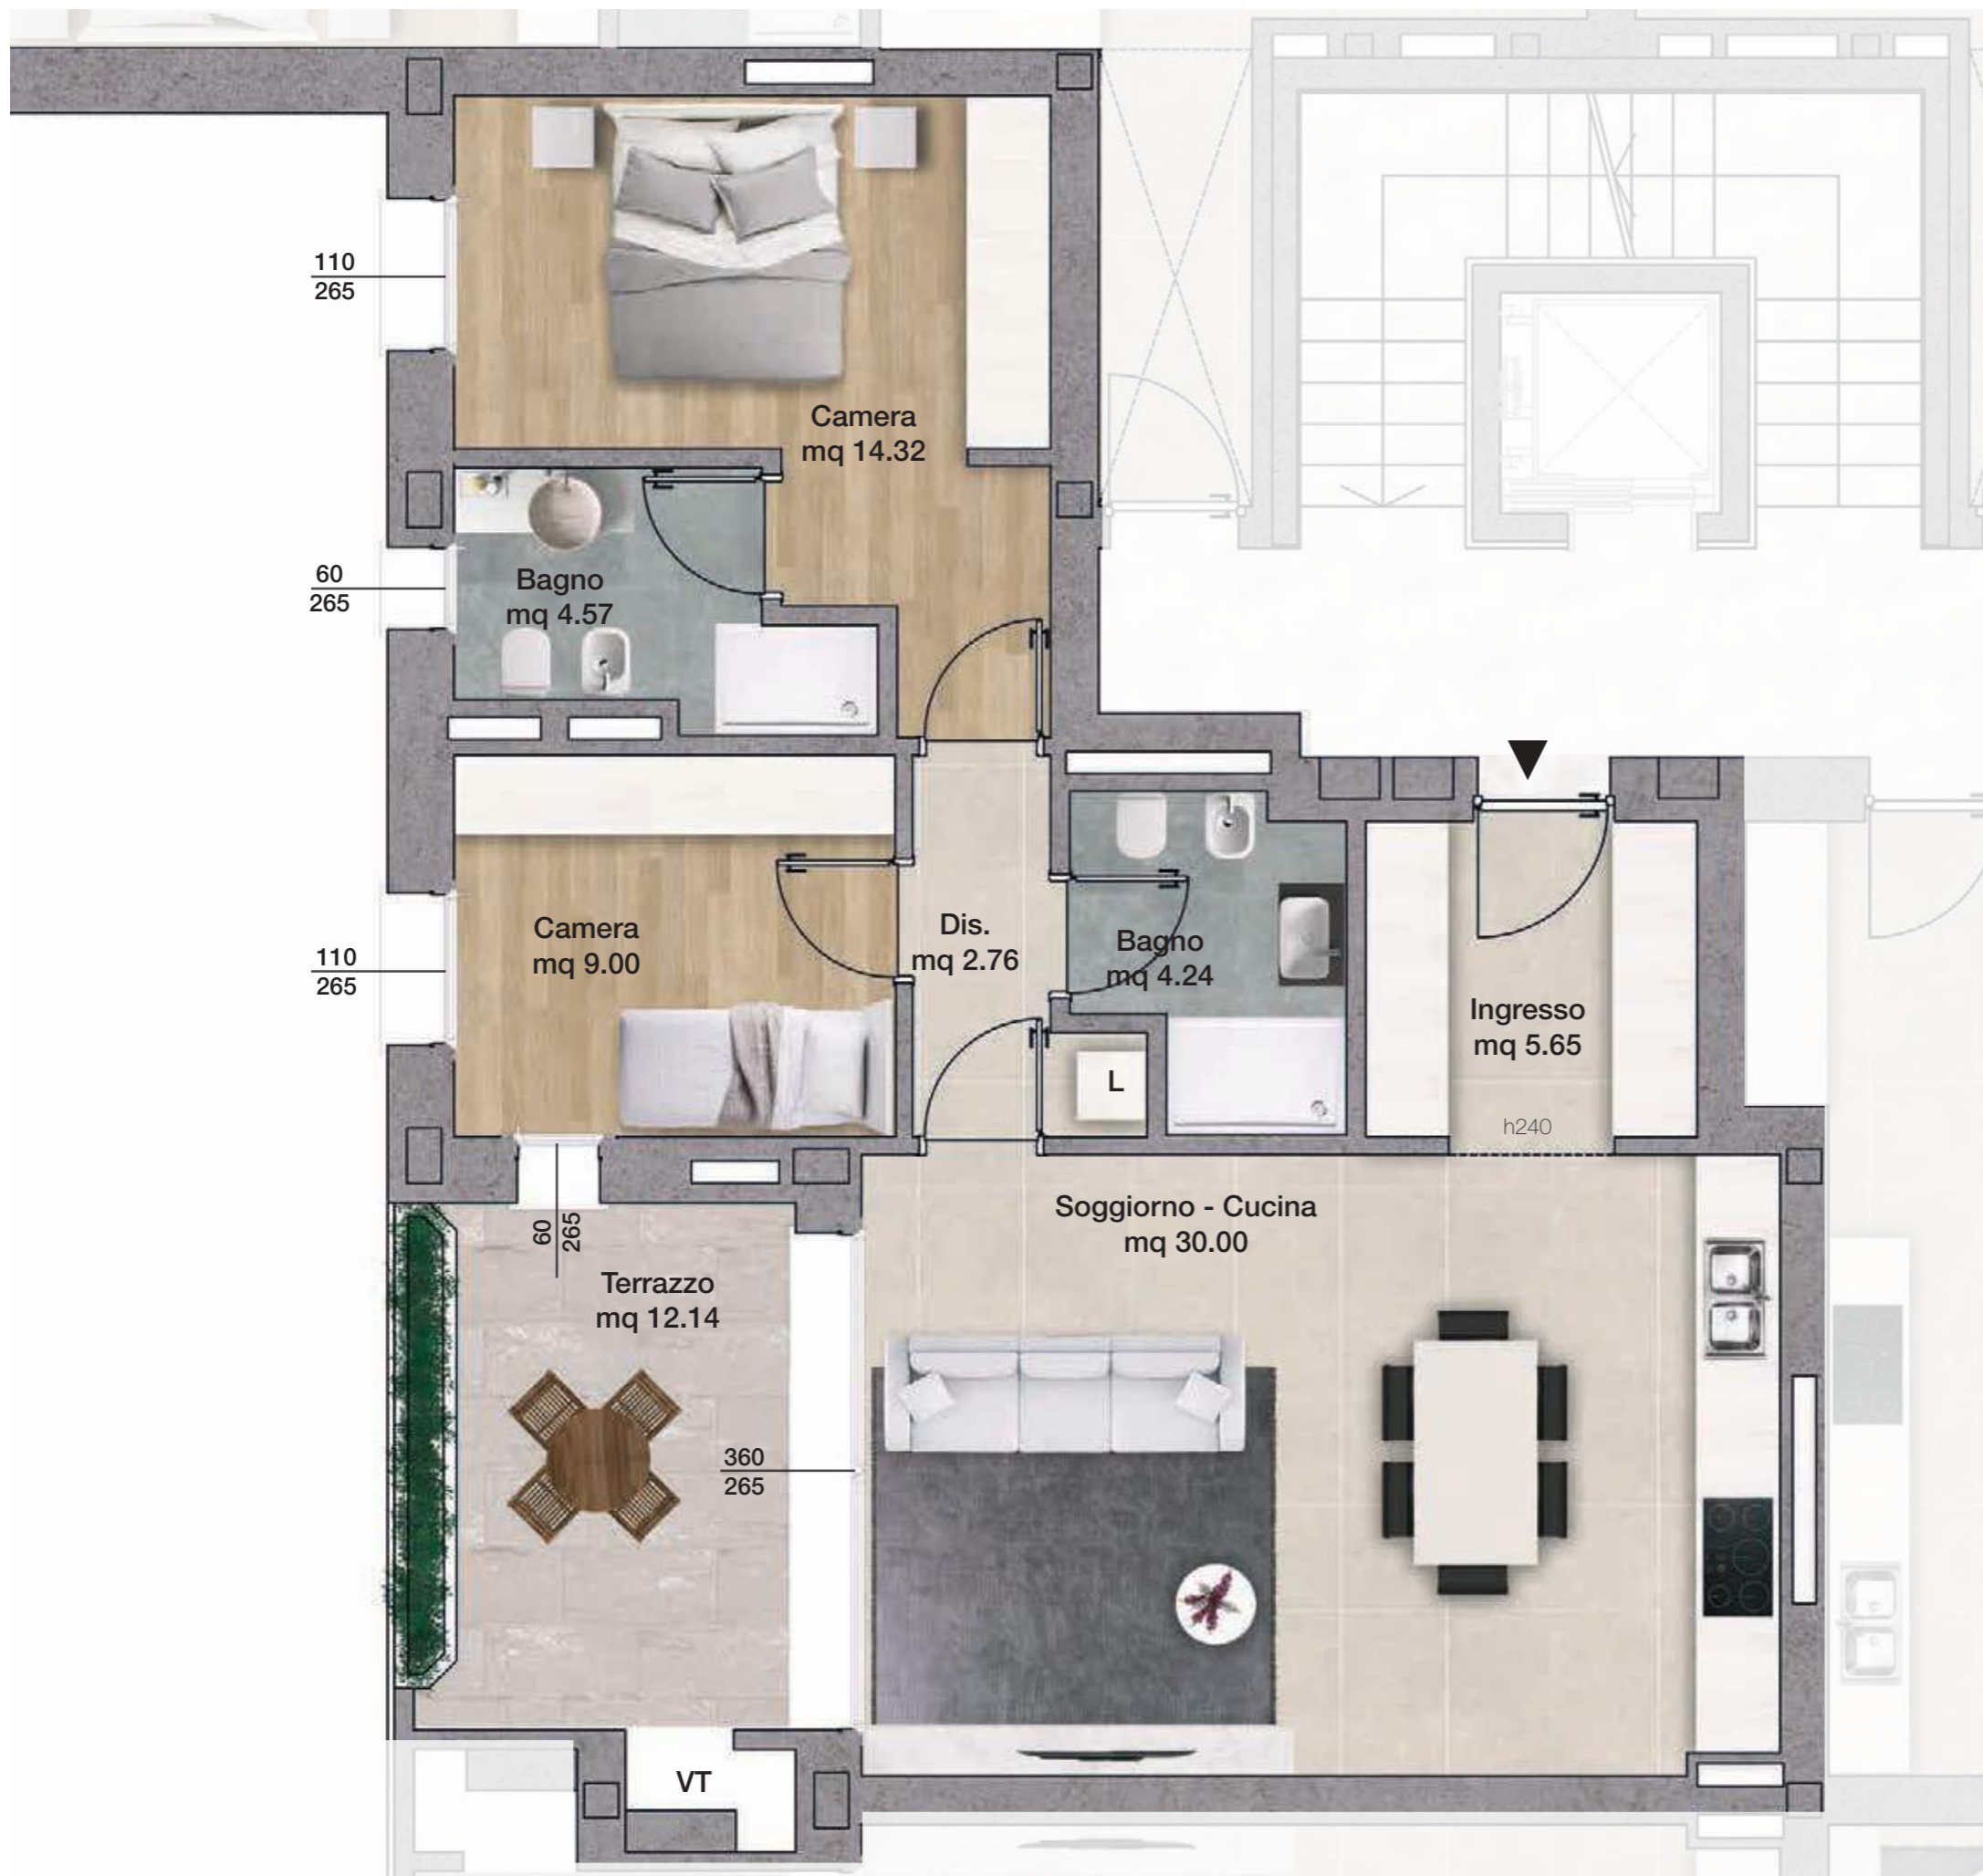 110
265
Camera
mq 14.32
60
265
Bagno
mq 4.57
110
265
Camera
mq 9.00
Dis.
mq 2.76
Bagno
mq 4.24
Ingresso
mq 5.65
L
h240
Soggiorno - Cucina
mq 30.00
60
265
Terrazzo
mq 12.14
360
265
VT